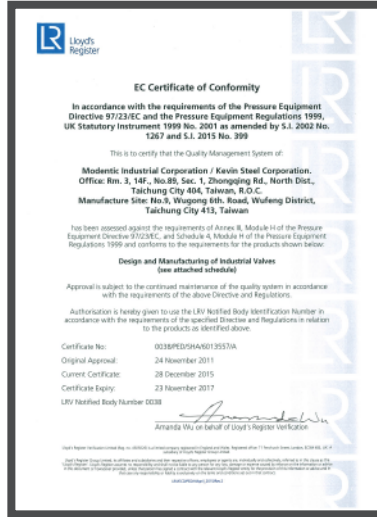 LR
Lloyd's
Register
EC Certificate of Conformity
In accordance with the requirements of the Pressure Equipment
Directive 97/23/EC and the Pressure Equipment Regulations 1999,
UK Statutory Instrument 1999 No. 2001 as amended by S.I. 2002 No.
1267 and S.I. 2015 No. 399
This is to certify that the Quality Management System of:
Modentic Industrial Corporation / Kevin Steel Corporation.
Office: Rm. 3, 14F., No.89, Sec. 1, Zhongqing Rd., North Dist.,
Taichung City 404, Taiwan, R.O.C.
Manufacture Site: No.9, Wugong 6th. Road, Wufeng District,
Taichung City 413, Taiwan
has been assessed against the requirements of Annex III, Module H of the Pressure
Equipment Directive 97/23/EC, and Schedule 4, Module H of the Pressure Equipment
Regulations 1999 and conforms to the requirements for the products shown below:
Design and Manufacturing of Industrial Valves
(see attached schedule)
Approval is subject to the continued maintenance of the quality system in accordance
with the requirements of the above Directive and Regulations.
Authorisation is hereby given to use the LRV Notified Body Identification Number in
accordance with the requirements of the specified Directive and Regulations in relation
to the products as identified above.
Certificate No: 0038/PED/SHA/6013557/A
Original Approval: 24 November 2011
Current Certificate: 28 December 2015
Certificate Expiry: 23 November 2017
LRV Notified Body Number 0038
Amanda Wu on behalf of Lloyd's Register Verification